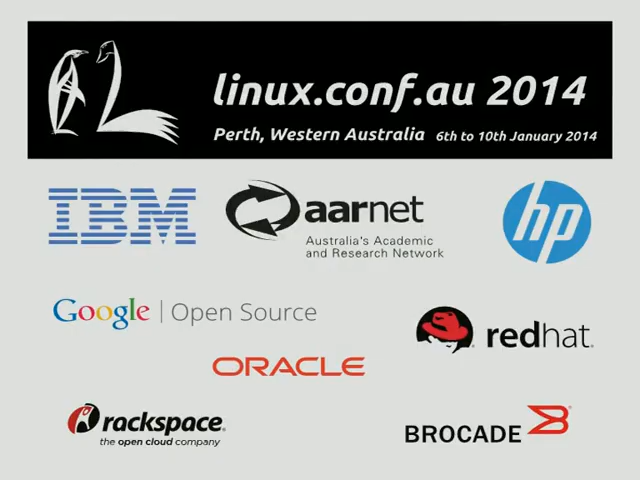 linux.conf.au 2014
Perth, Western Australia 6th to 10th January 2014
IBM
aarnet
Australia's Academic
and Research Network
hp
Google | Open Source
redhat.
ORACLE
rackspace.
the open cloud company
BROCADE